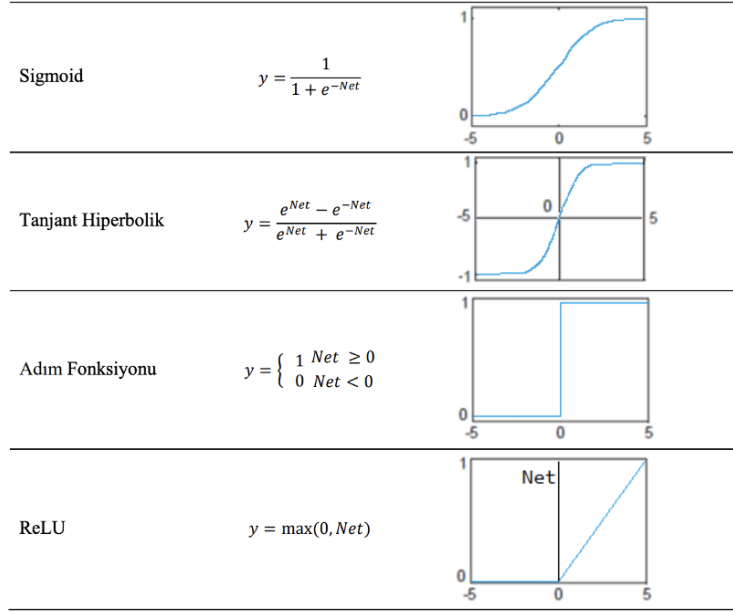 Sigmoid
y = 1 / (1 + e^{-Net})
1
0
-5 0 5
Tanjant Hiperbolik
y = (e^{Net} − e^{-Net}) / (e^{Net} + e^{-Net})
1
0
-5 5
-1
Adım Fonksiyonu
y = { 1 Net ≥ 0
0 Net < 0
1
0
-5 0 5
ReLU
y = max(0, Net)
1
Net
0
-5 0 5